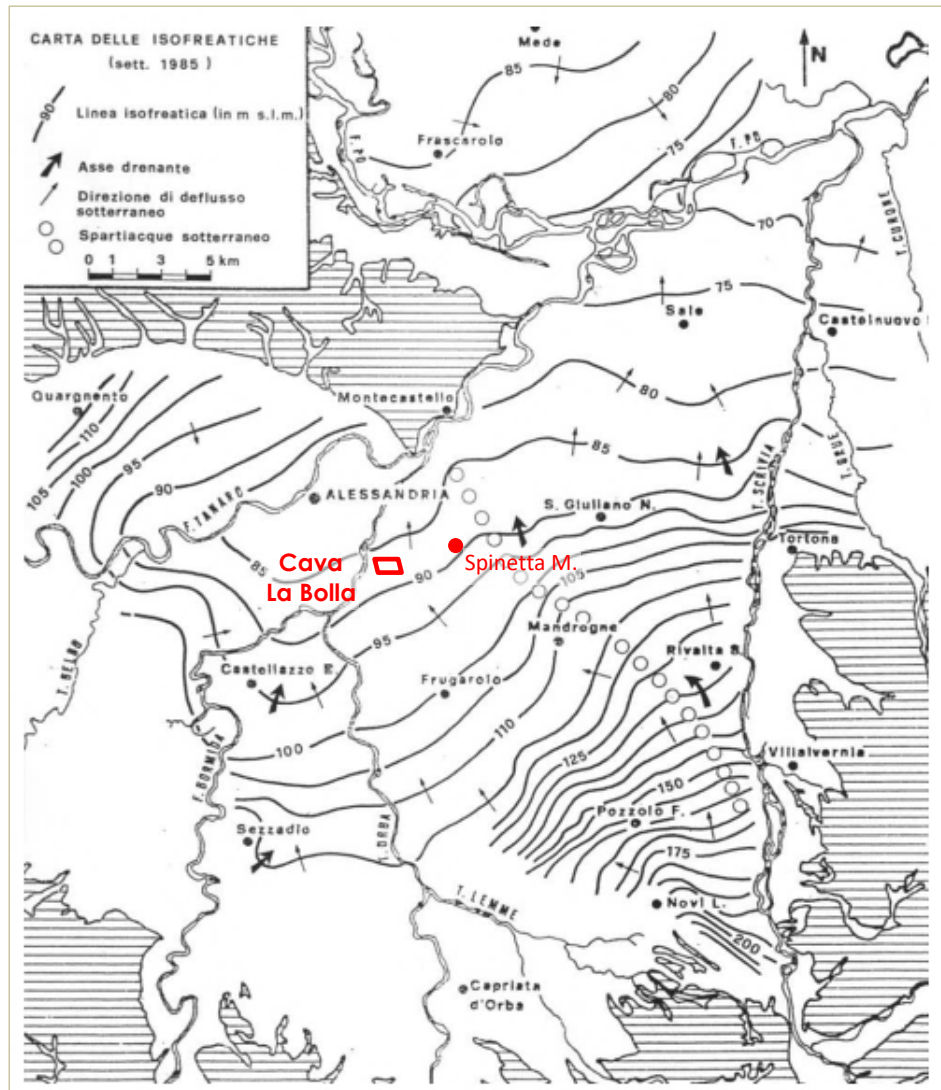 CARTA DELLE ISOFREATICHE
(sett. 1985)
90
Linea isofreatica (in m s.l.m.)
Asse drenante
Direzione di deflusso
sotterraneo
Spartiacque sotterraneo
0 1 3 5 km
Mede
N
85
80
Frascarolo
75
F. PO
F. PO
T. CURONE
70
75
Sale
Castelnuovo
Quargnento
110
105
100
95
90
Montecastello
80
85
F. TANARO
ALESSANDRIA
S. Giuliano N.
T. SCRIVIA
T. GRUE
Tortona
85
Cava
La Bolla
90
Spinetta M.
105
95
Mandrogne
T. BELBO
Castellazzo B.
Frugarolo
Rivalta S.
110
100
125
Villalvernia
F. BORMIDA
150
Pozzolo F.
Sezzadio
T. ORBA
175
T. LEMME
Novi L.
200
Capriata
d'Orba